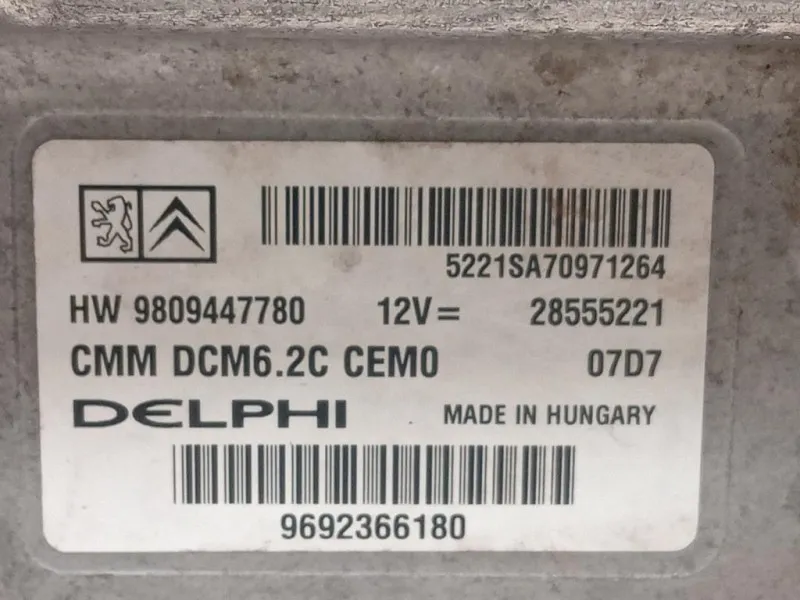 5221SA70971264
HW 9809447780 12V= 28555221
CMM DCM6.2C CEM0 07D7
DELPHI MADE IN HUNGARY
9692366180